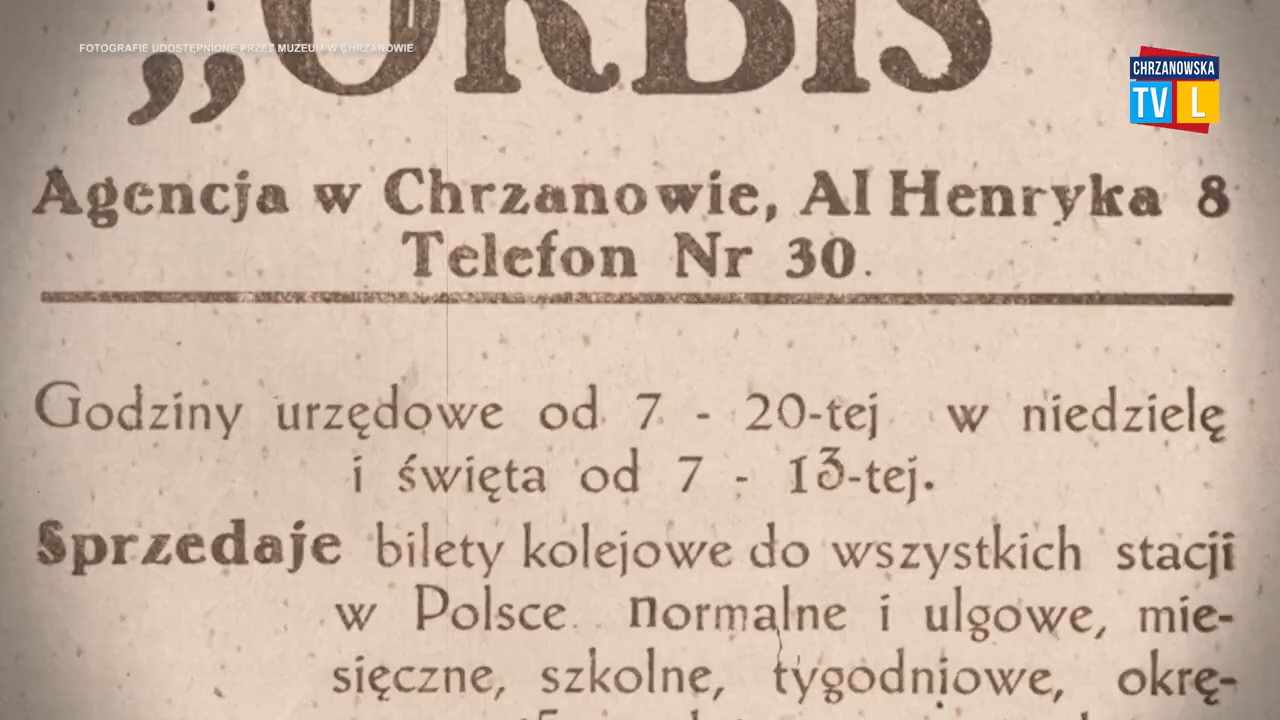 „ORBIS
FOTOGRAFIE UDOSTĘPNIONE PRZEZ MUZEUM W CHRZANOWIE
CHRZANOWSKA
TV L
Agencja w Chrzanowie, Al Henryka 8
Telefon Nr 30.
Godziny urzędowe od 7 - 20-tej w niedzielę
i święta od 7 - 13-tej.
Sprzedaje bilety kolejowe do wszystkich stacji
w Polsce. normalne i ulgowe, mie-
sięczne, szkolne, tygodniowe, okrę-